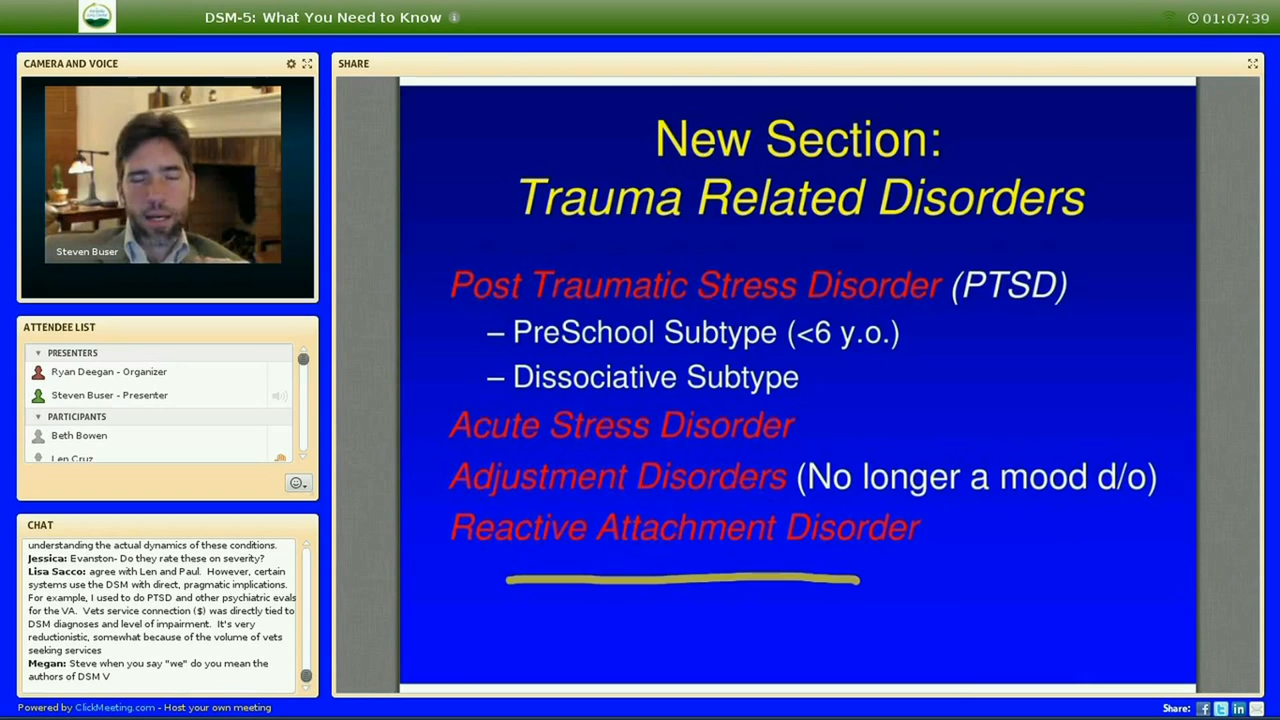 DSM-5: What You Need to Know
01:07:39
CAMERA AND VOICE
Steven Buser
ATTENDEE LIST
PRESENTERS
Ryan Deegan - Organizer
Steven Buser - Presenter
PARTICIPANTS
Beth Bowen
Len Cruz
CHAT
understanding the actual dynamics of these conditions.
Jessica: Evanston- Do they rate these on severity?
Lisa Sacco: agree with Len and Paul. However, certain
systems use the DSM with direct, pragmatic implications.
For example, I used to do PTSD and other psychiatric evals
for the VA. Vets service connection ($) was directly tied to
DSM diagnoses and level of impairment. It's very
reductionistic, somewhat because of the volume of vets
seeking services
Megan: Steve when you say "we" do you mean the
authors of DSM V
SHARE
New Section:
Trauma Related Disorders
Post Traumatic Stress Disorder (PTSD)
– PreSchool Subtype (<6 y.o.)
– Dissociative Subtype
Acute Stress Disorder
Adjustment Disorders (No longer a mood d/o)
Reactive Attachment Disorder
Powered by ClickMeeting.com - Host your own meeting
Share: